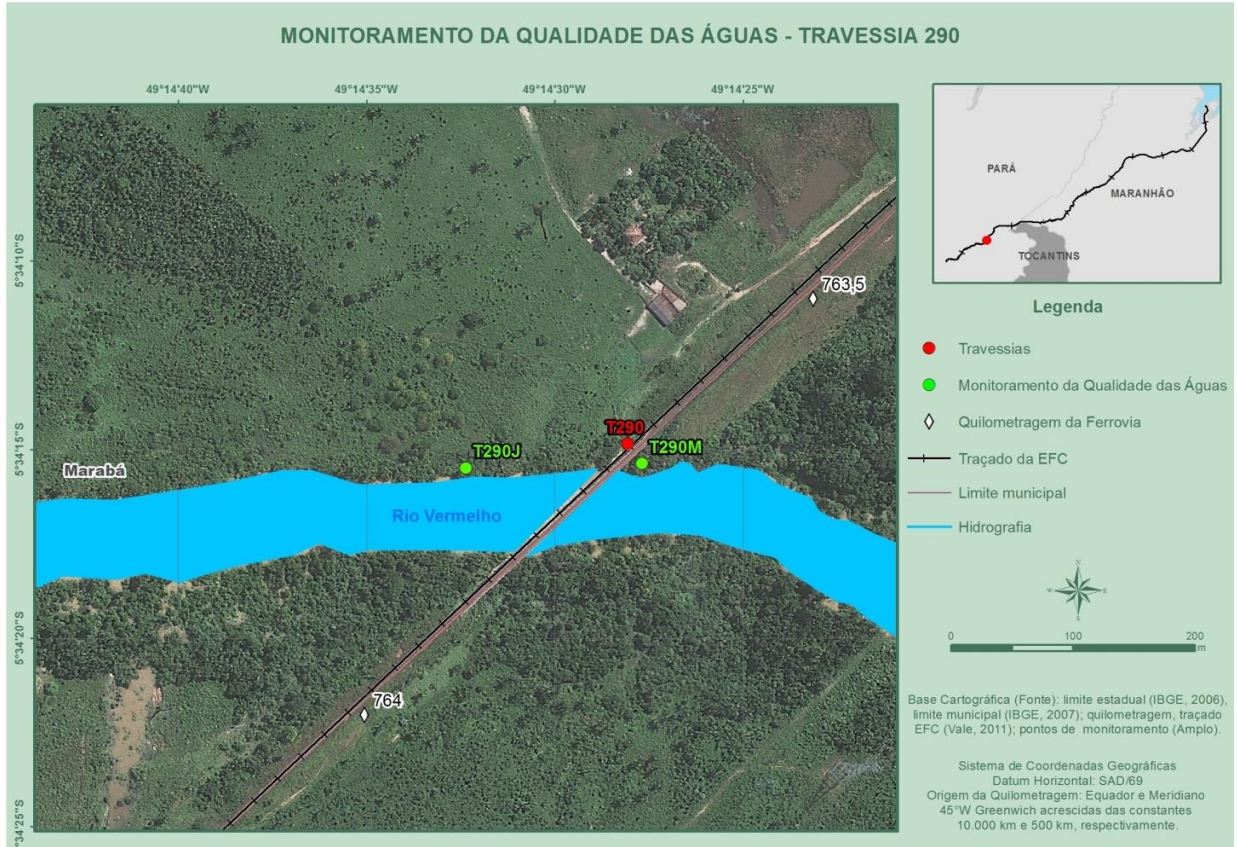 MONITORAMENTO DA QUALIDADE DAS ÁGUAS - TRAVESSIA 290
49°14'40"W 49°14'35"W 49°14'30"W 49°14'25"W
5°34'10"S
5°34'15"S
5°34'20"S
°34'25"S
763,5
T290
T290J
T290M
Marabá
Rio Vermelho
764
PARÁ
MARANHÃO
TOCANTINS
Legenda
Travessias
Monitoramento da Qualidade das Águas
Quilometragem da Ferrovia
Traçado da EFC
Limite municipal
Hidrografia
N
W E
S
0 100 200
m
Base Cartográfica (Fonte): limite estadual (IBGE, 2006),
limite municipal (IBGE, 2007); quilometragem, traçado
EFC (Vale, 2011); pontos de monitoramento (Amplo).
Sistema de Coordenadas Geográficas
Datum Horizontal: SAD/69
Origem da Quilometragem: Equador e Meridiano
45°W Greenwich acrescidas das constantes
10.000 km e 500 km, respectivamente.